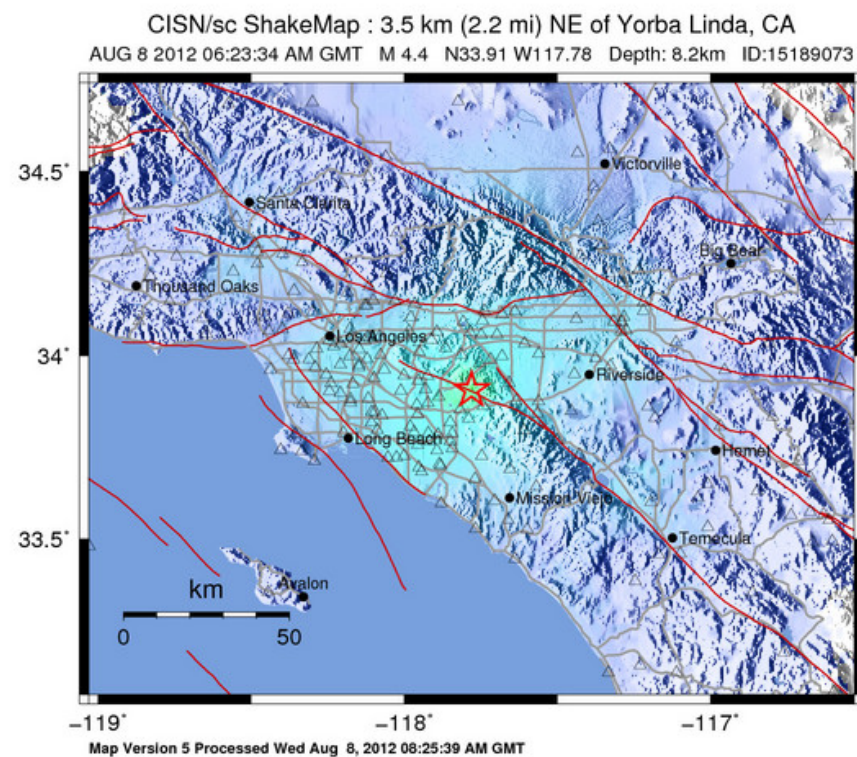 CISN/sc ShakeMap : 3.5 km (2.2 mi) NE of Yorba Linda, CA
AUG 8 2012 06:23:34 AM GMT M 4.4 N33.91 W117.78 Depth: 8.2km ID:15189073
34.5°
Victorville
Santa Clarita
Big Bear
Thousand Oaks
34°
Los Angeles
Riverside
Long Beach
Hemet
Mission Viejo
33.5°
Temecula
Avalon
km
0 50
-119° -118° -117°
Map Version 5 Processed Wed Aug 8, 2012 08:25:39 AM GMT